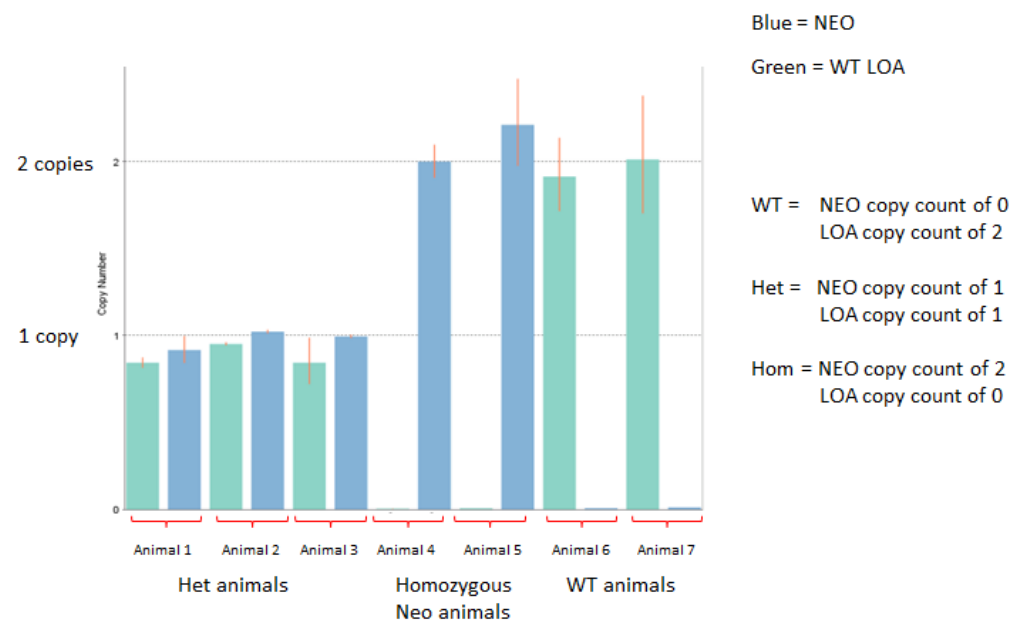 Blue = NEO
Green = WT LOA
2 copies
2
WT = NEO copy count of 0
LOA copy count of 2
Copy Number
Het = NEO copy count of 1
LOA copy count of 1
1 copy
1
Hom = NEO copy count of 2
LOA copy count of 0
0
Animal 1 Animal 2 Animal 3 Animal 4 Animal 5 Animal 6 Animal 7
Het animals
Homozygous
Neo animals
WT animals